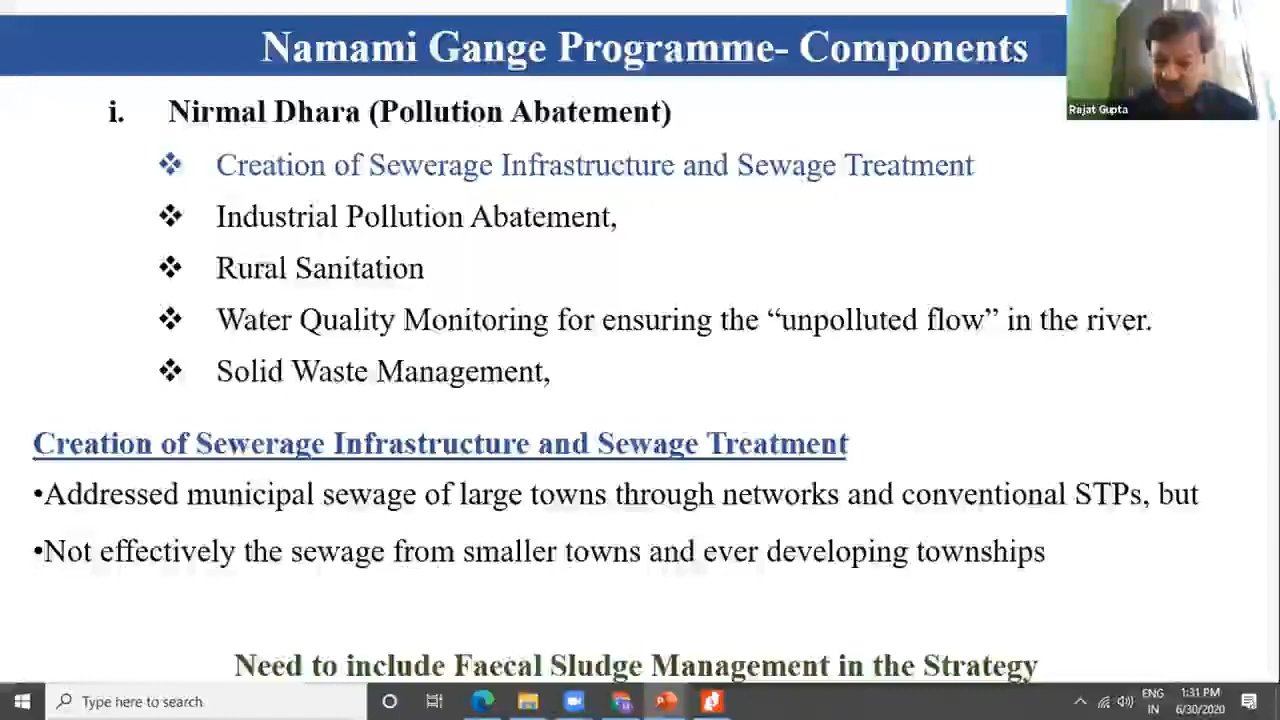 Namami Gange Programme- Components
Rajat Gupta
i. Nirmal Dhara (Pollution Abatement)
❖ Creation of Sewerage Infrastructure and Sewage Treatment
❖ Industrial Pollution Abatement,
❖ Rural Sanitation
❖ Water Quality Monitoring for ensuring the “unpolluted flow” in the river.
❖ Solid Waste Management,
Creation of Sewerage Infrastructure and Sewage Treatment
•Addressed municipal sewage of large towns through networks and conventional STPs, but
•Not effectively the sewage from smaller towns and ever developing townships
Need to include Faecal Sludge Management in the Strategy
Type here to search
ENG
IN
1:31 PM
6/30/2020